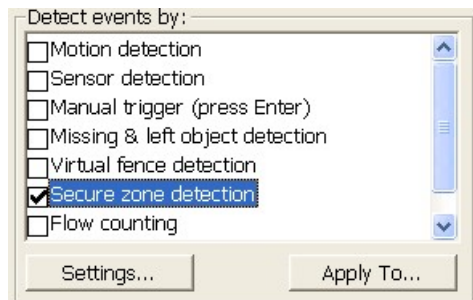 Detect events by:
Motion detection
Sensor detection
Manual trigger (press Enter)
Missing & left object detection
Virtual fence detection
Secure zone detection
Flow counting
Settings...
Apply To...